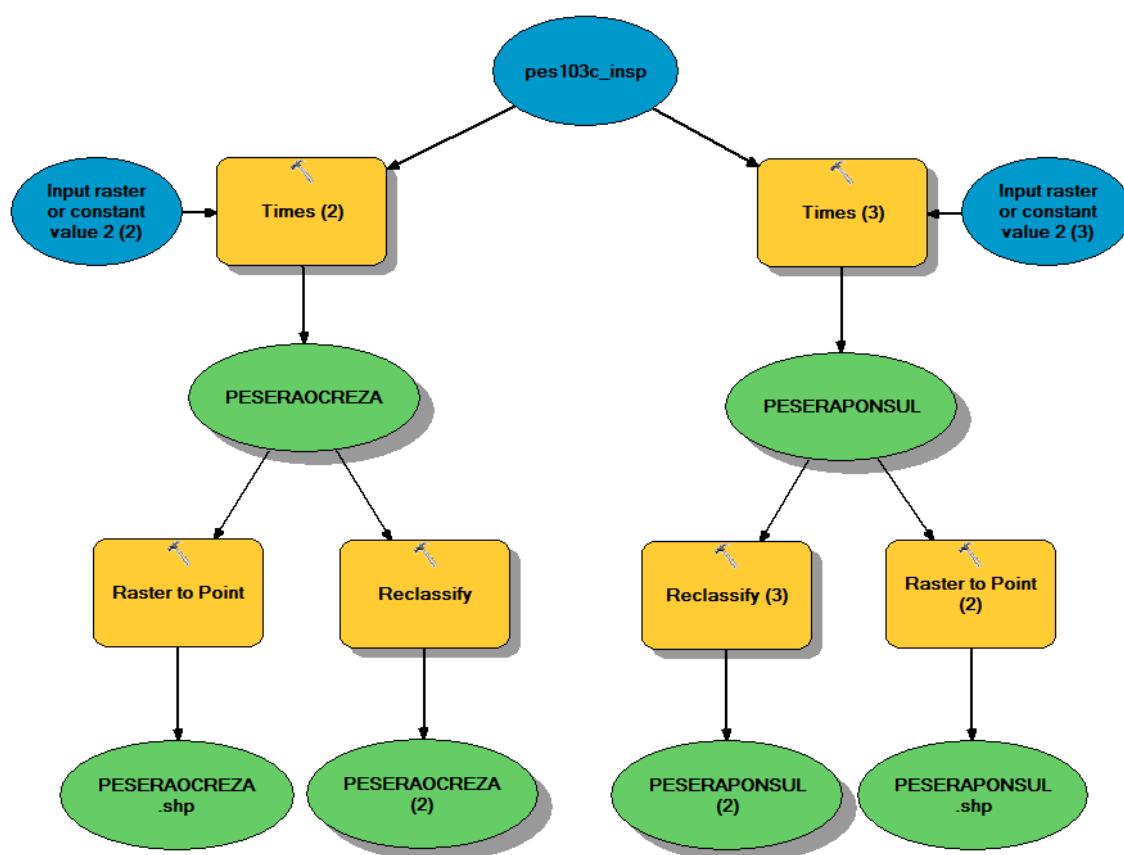 pes103c_insp
Input raster
or constant
value 2 (2)
Times (2)
Times (3)
Input raster
or constant
value 2 (3)
PESERAOCREZA
PESERAPONSUL
Raster to Point
Reclassify
Reclassify (3)
Raster to Point
(2)
PESERAOCREZA
.shp
PESERAOCREZA
(2)
PESERAPONSUL
(2)
PESERAPONSUL
.shp